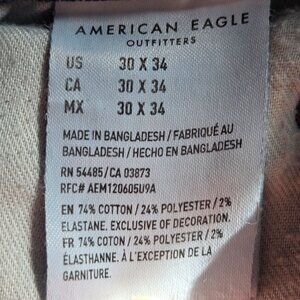 AMERICAN EAGLE
OUTFITTERS
US 30 X 34
CA 30 X 34
MX 30 X 34
MADE IN BANGLADESH / FABRIQUÉ AU
BANGLADESH / HECHO EN BANGLADESH
RN 54485 / CA 03873
RFC# AEM120605U9A
EN 74% COTTON / 24% POLYESTER / 2%
ELASTANE. EXCLUSIVE OF DECORATION.
FR 74% COTON / 24% POLYESTER / 2%
ÉLASTHANNE. À L'EXCEPTION DE LA
GARNITURE.